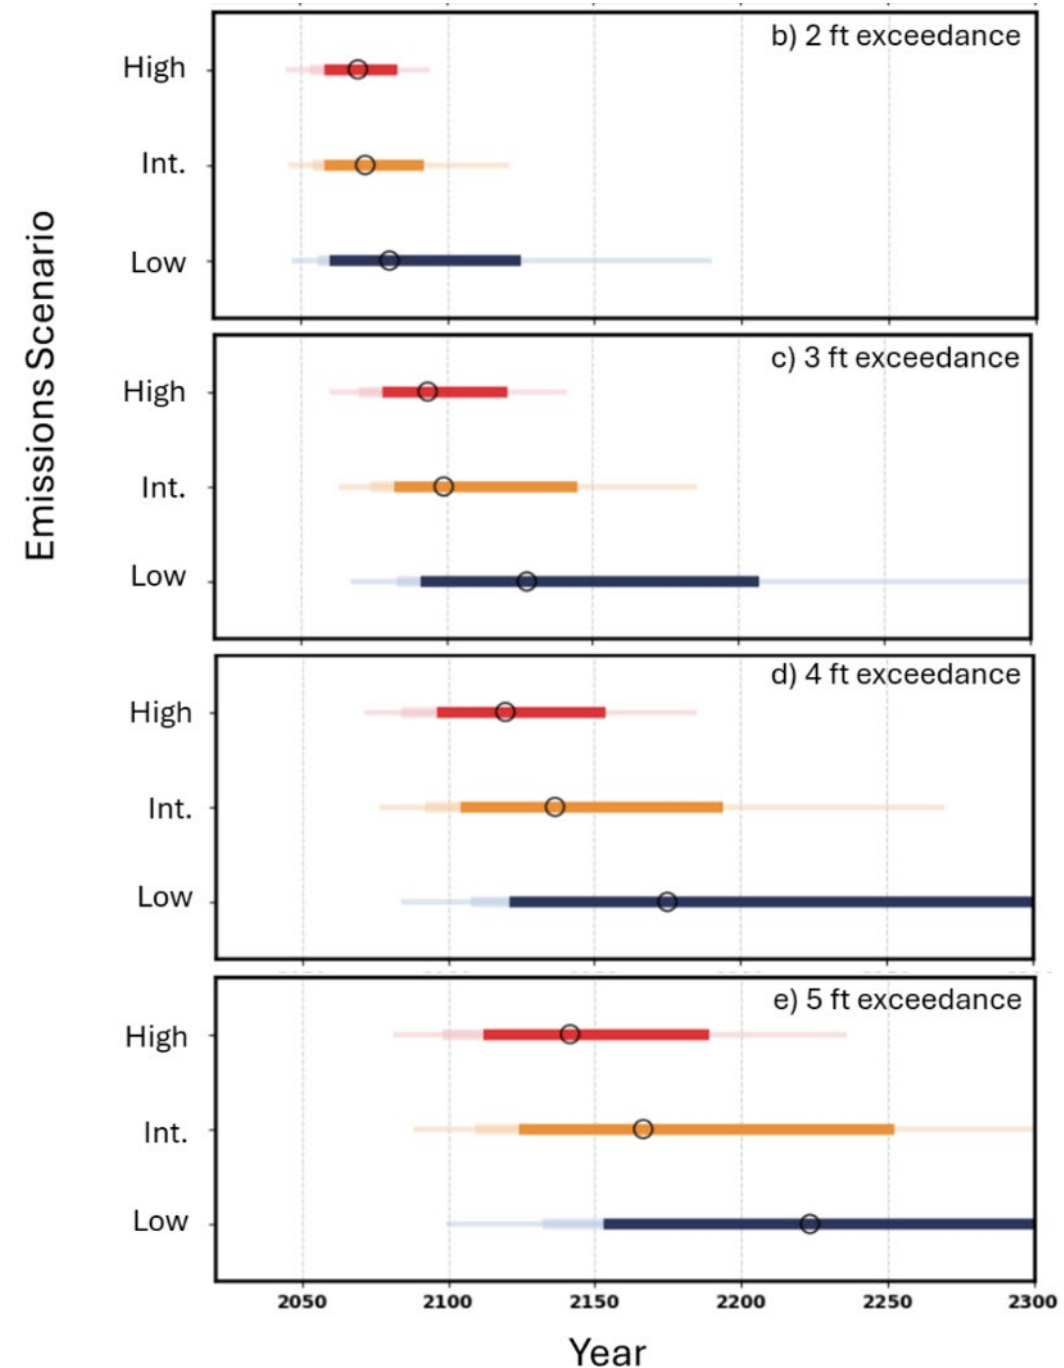 Emissions Scenario
b) 2 ft exceedance
High
Int.
Low
c) 3 ft exceedance
High
Int.
Low
d) 4 ft exceedance
High
Int.
Low
e) 5 ft exceedance
High
Int.
Low
2050 2100 2150 2200 2250 2300
Year